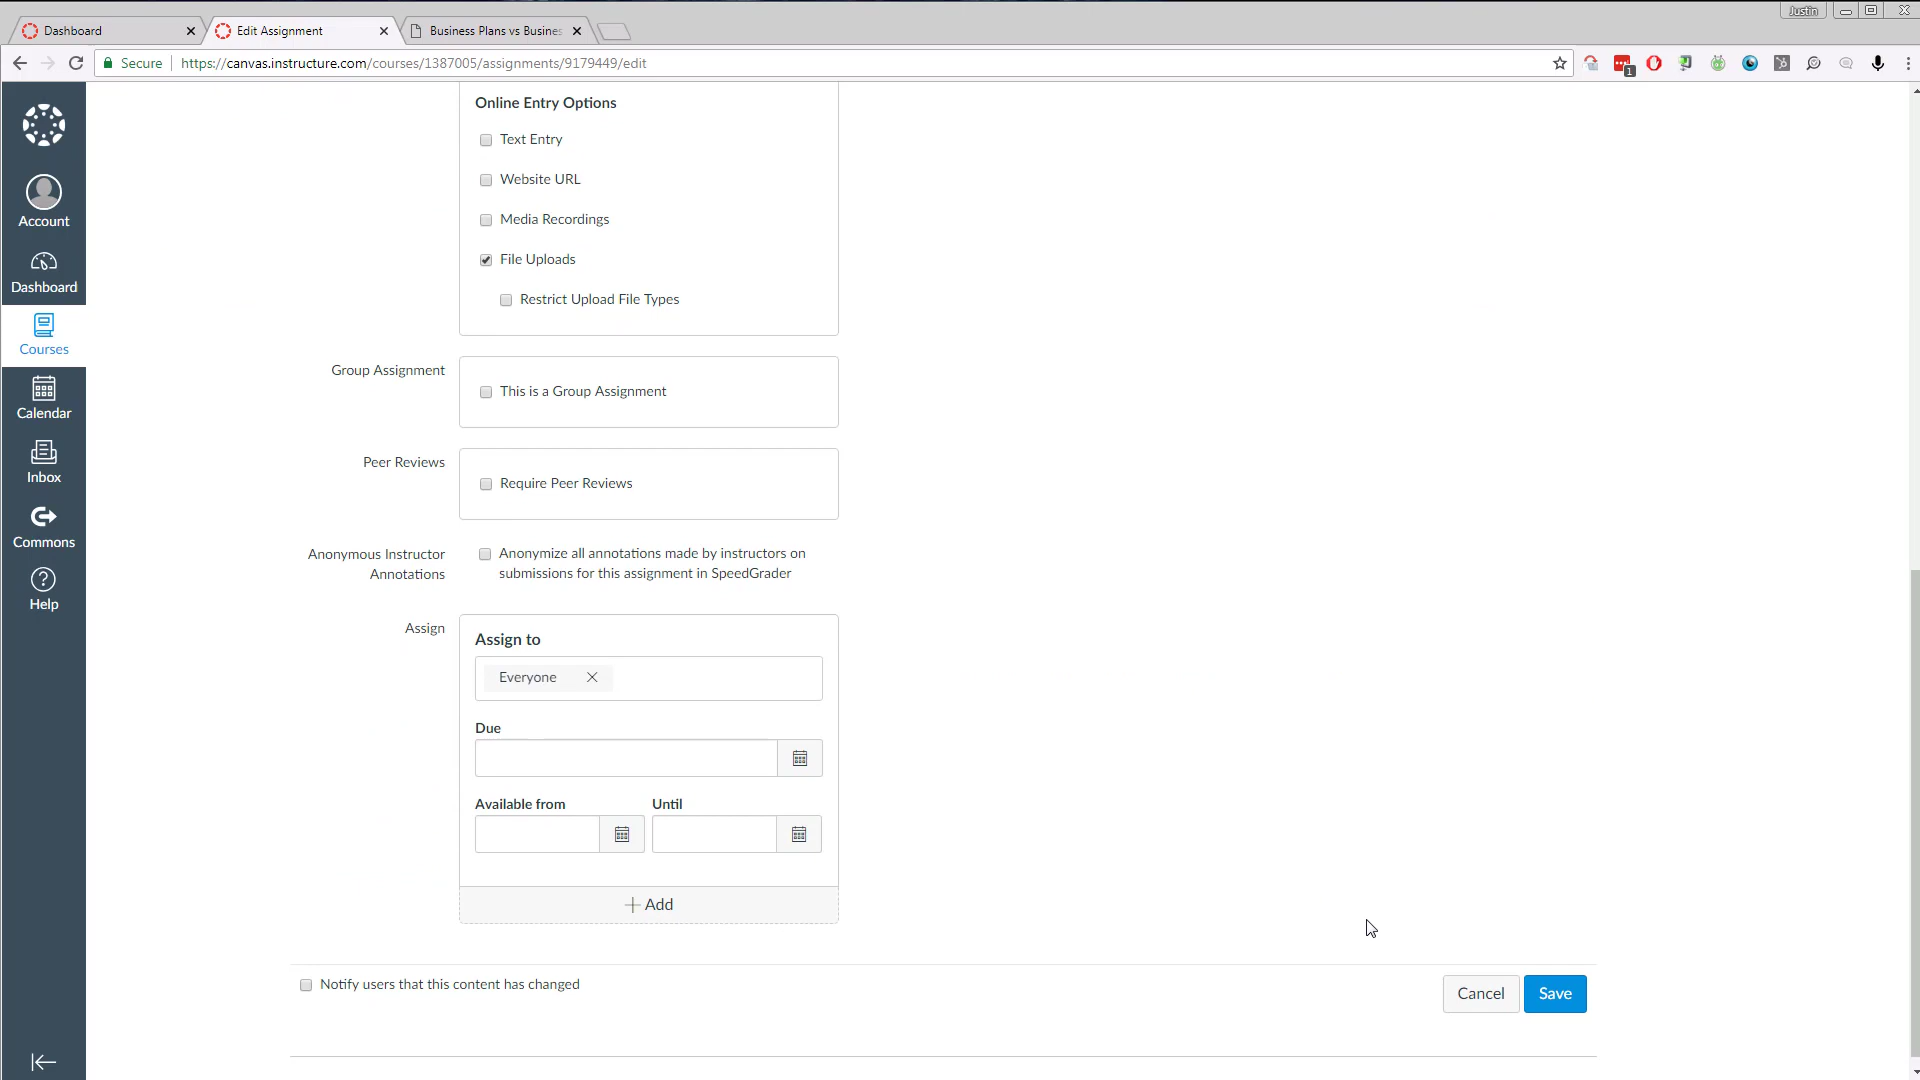 Justin
Dashboard
Edit Assignment
Business Plans vs Busines
Secure
https://canvas.instructure.com/courses/1387005/assignments/9179449/edit
1
Account
Dashboard
Courses
Calendar
Inbox
Commons
Help
Online Entry Options
Text Entry
Website URL
Media Recordings
File Uploads
Restrict Upload File Types
Group Assignment
This is a Group Assignment
Peer Reviews
Require Peer Reviews
Anonymous Instructor
Annotations
Anonymize all annotations made by instructors on
submissions for this assignment in SpeedGrader
Assign
Assign to
Everyone
Due
Available from
Until
Add
Notify users that this content has changed
Cancel
Save